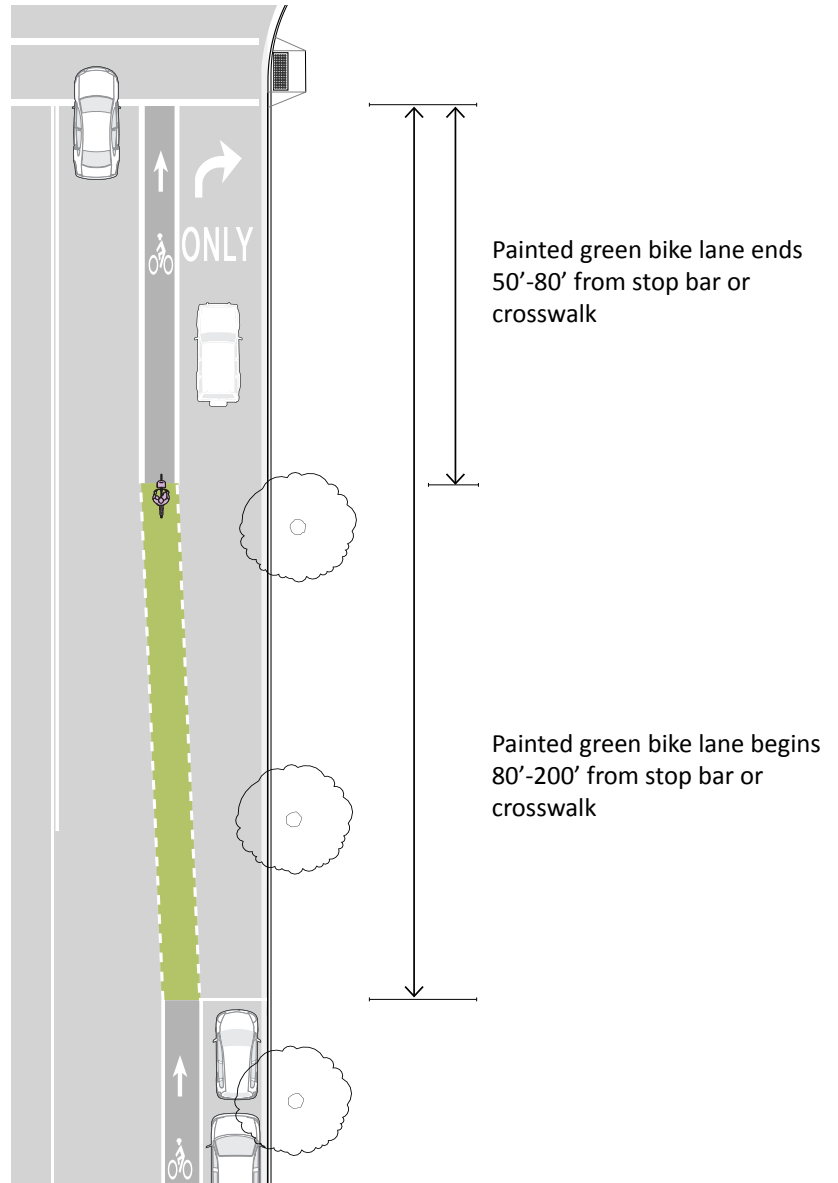 ONLY
Painted green bike lane ends
50’-80’ from stop bar or
crosswalk
Painted green bike lane begins
80’-200’ from stop bar or
crosswalk